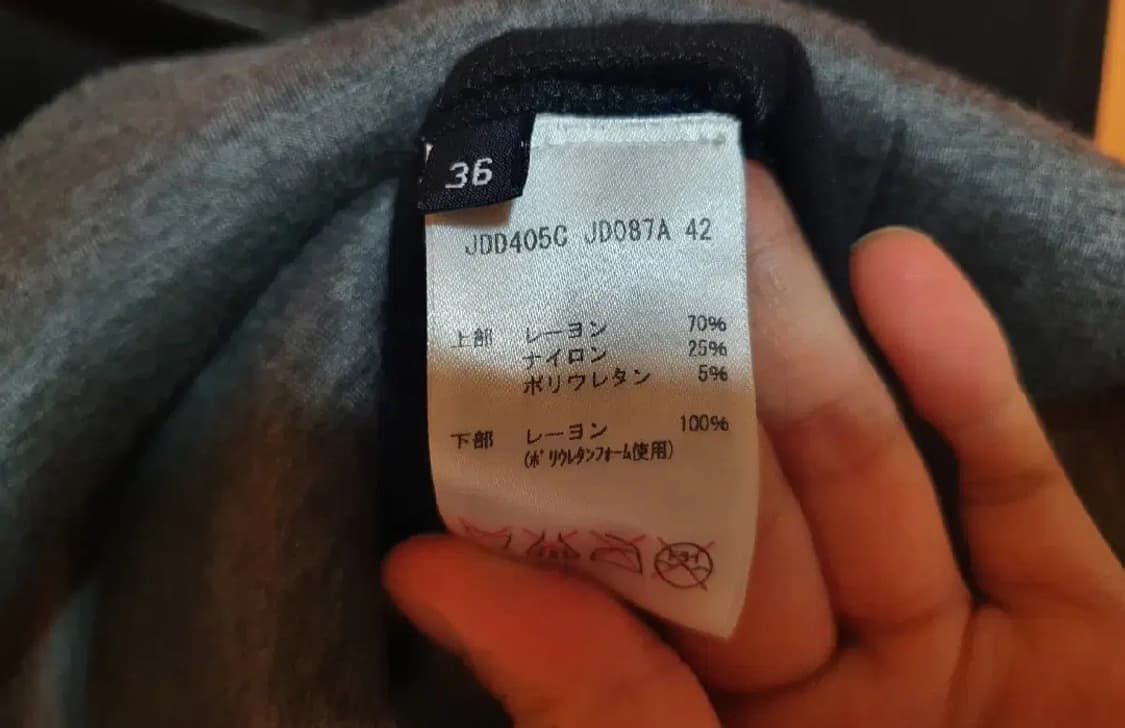 36
JDD405C JD087A 42
上部 レーヨン 70%
ナイロン 25%
ポリウレタン 5%
下部 レーヨン 100%
(ポリウレタンフォーム使用)